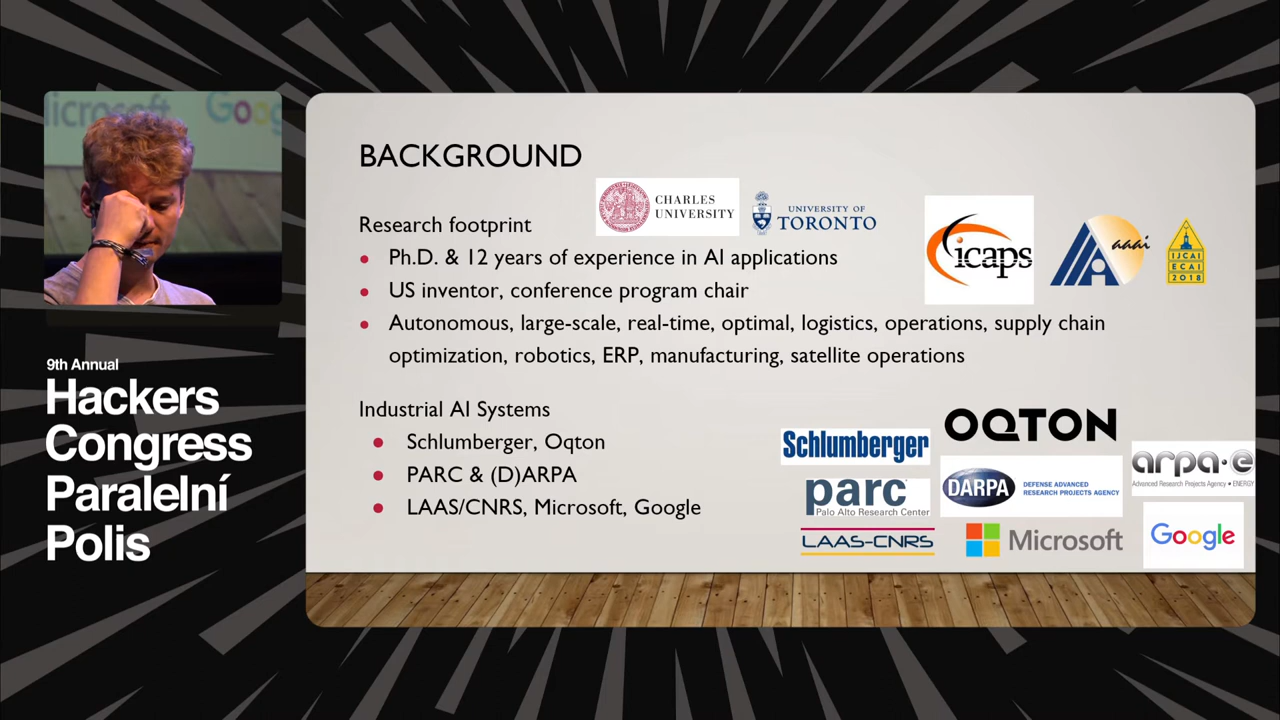 icrosoft Goog
9th Annual
Hackers
Congress
Paralelní
Polis
BACKGROUND
CHARLES
UNIVERSITY
UNIVERSITY OF
TORONTO
Research footprint
icaps
aaai
IJCAI
ECAI
2018
• Ph.D. & 12 years of experience in AI applications
• US inventor, conference program chair
• Autonomous, large-scale, real-time, optimal, logistics, operations, supply chain
optimization, robotics, ERP, manufacturing, satellite operations
Industrial AI Systems
• Schlumberger, Oqton
• PARC & (D)ARPA
• LAAS/CNRS, Microsoft, Google
Schlumberger
OQTON
parc
Palo Alto Research Center
DARPA
DEFENSE ADVANCED
RESEARCH PROJECTS AGENCY
arpa·e
Advanced Research Projects Agency • ENERGY
LAAS-CNRS
Microsoft
Google